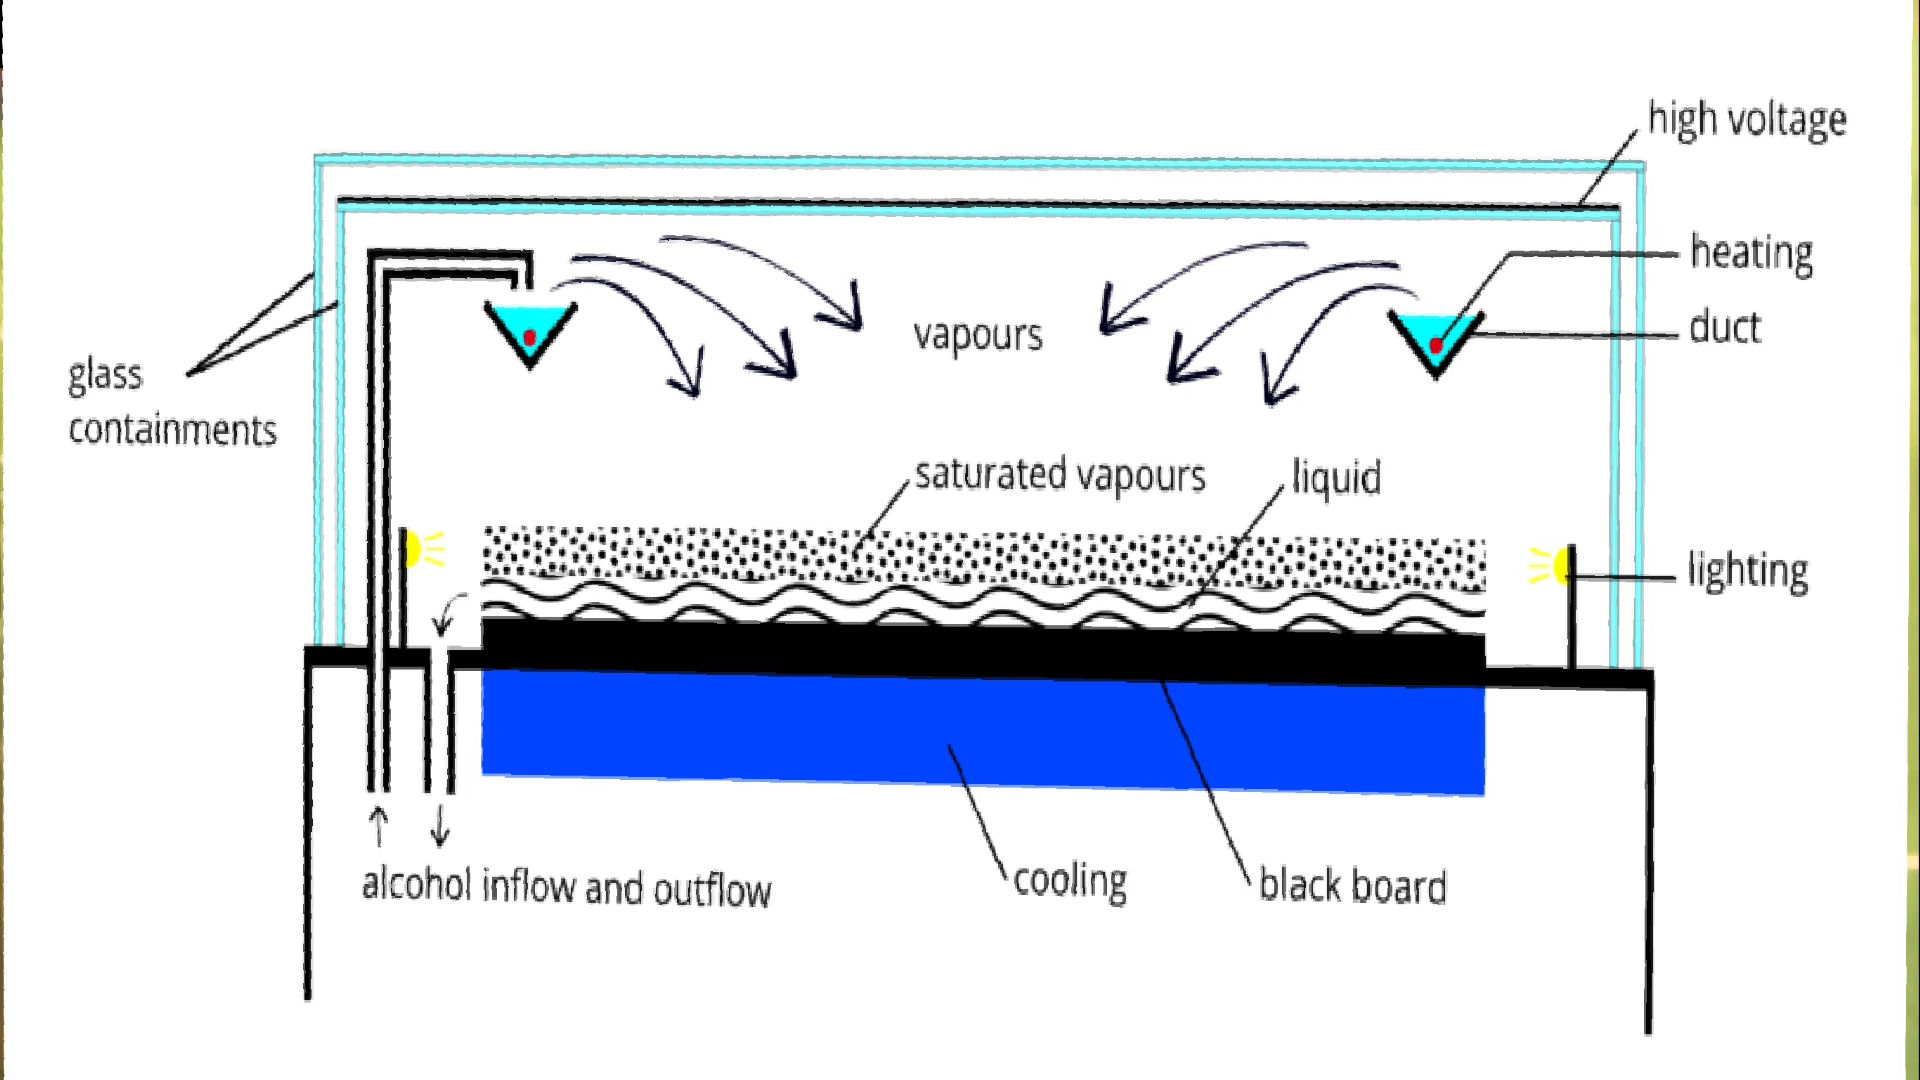 high voltage
heating
duct
vapours
glass
containments
saturated vapours
liquid
lighting
alcohol inflow and outflow
cooling
black board